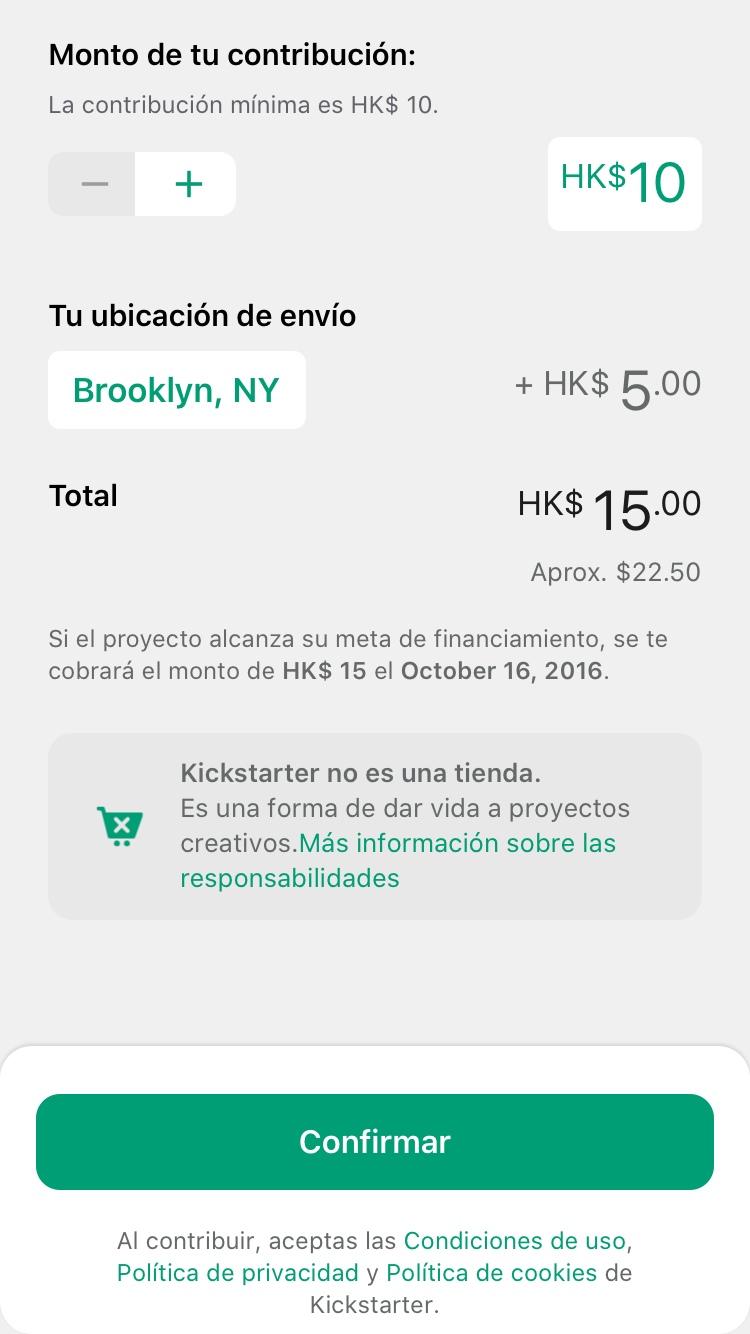 Monto de tu contribución:
La contribución mínima es HK$ 10.
− +
HK$10
Tu ubicación de envío
Brooklyn, NY
+ HK$ 5.00
Total
HK$ 15.00
Aprox. $22.50
Si el proyecto alcanza su meta de financiamiento, se te
cobrará el monto de HK$ 15 el October 16, 2016.
Kickstarter no es una tienda.
Es una forma de dar vida a proyectos
creativos.Más información sobre las
responsabilidades
Confirmar
Al contribuir, aceptas las Condiciones de uso,
Política de privacidad y Política de cookies de
Kickstarter.